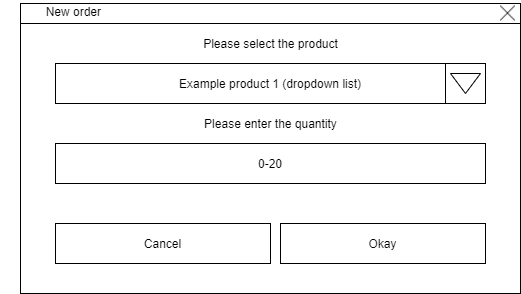 New order
Please select the product
Example product 1 (dropdown list)
Please enter the quantity
0-20
Cancel
Okay